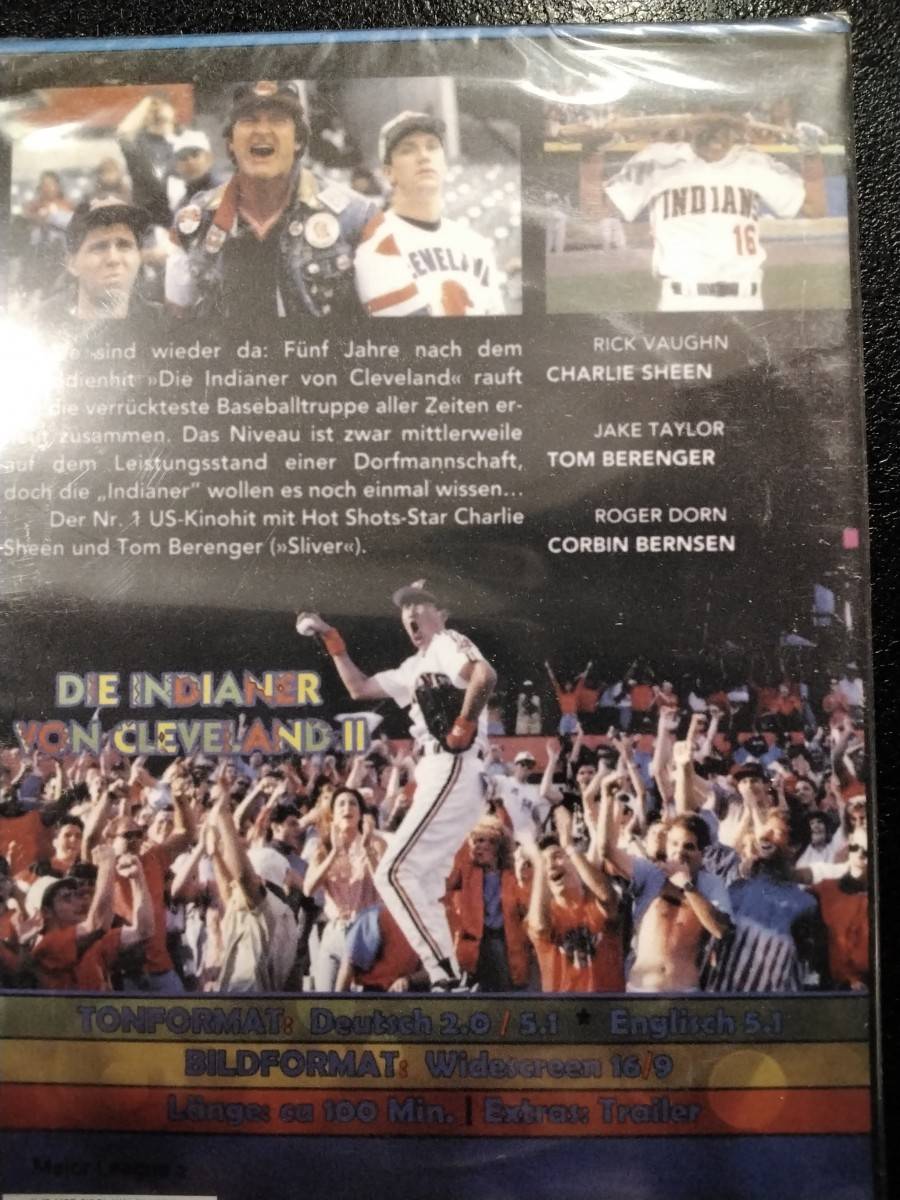 INDIANS
16
CLEVELA
sind wieder da: Fünf Jahre nach dem
»Die Indianer von Cleveland« rauft
die verrückteste Baseballtruppe aller Zeiten er-
zusammen. Das Niveau ist zwar mittlerweile
auf dem Leistungsstand einer Dorfmannschaft,
doch die „Indianer" wollen es noch einmal wissen...
Der Nr. 1 US-Kinohit mit Hot Shots-Star Charlie
Sheen und Tom Berenger (»Sliver«).
RICK VAUGHN
CHARLIE SHEEN
JAKE TAYLOR
TOM BERENGER
ROGER DORN
CORBIN BERNSEN
DIE INDIANER
VON CLEVELAND II
TONFORMAT: Deutsch 2.0 / 5.1 * Englisch 5.1
BILDFORMAT: Widescreen 16/9
Länge: ca 100 Min. | Extras: Trailer
Major League 2